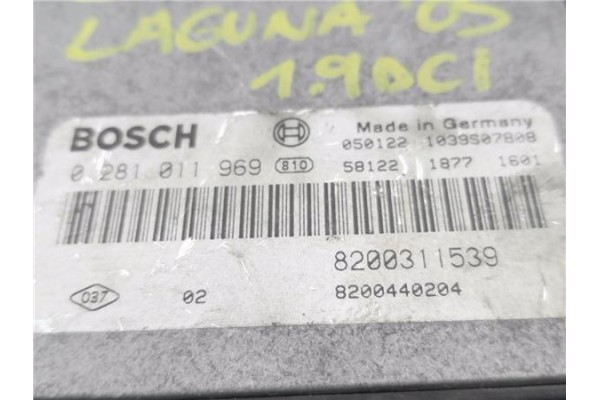 LAGUNA '05
1.9DCI
BOSCH Made in Germany
050122 1039S07809
0 281 011 969 810 58122 1877 1601
8200311539
037 02 8200440204